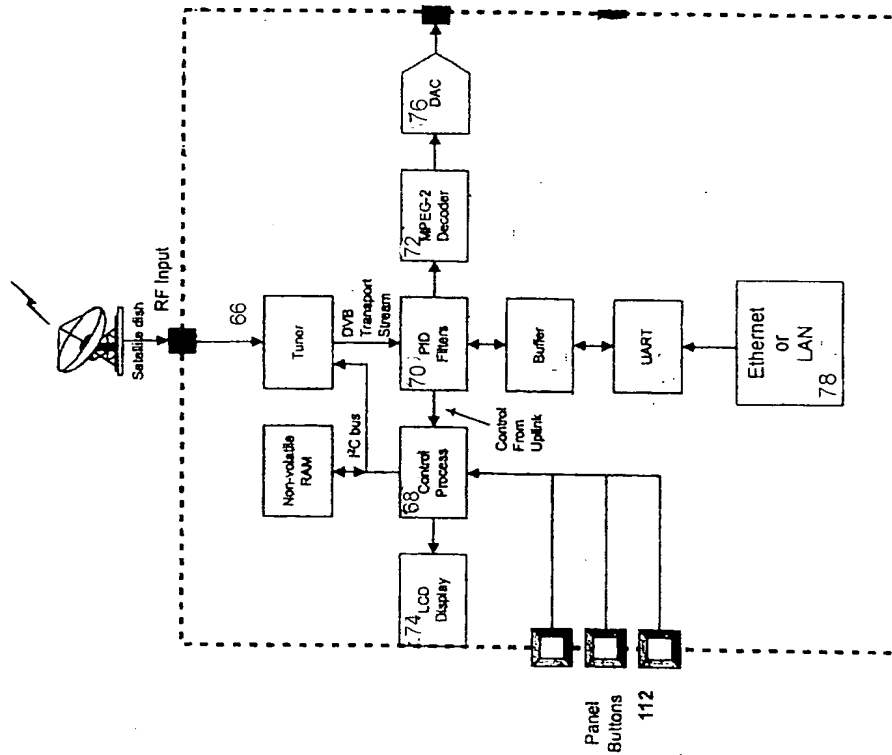 Satellite dish
RF Input
66
Tuner
DVB
Transport
Stream
Non-volatile
RAM
I²C bus
74
LCD
Display
68
Control
Process
70
PID
Filters
72
MPEG-2
Decoder
76
DAC
Control
From
Uplink
Buffer
UART
Ethernet
or
LAN
78
Panel
Buttons
112